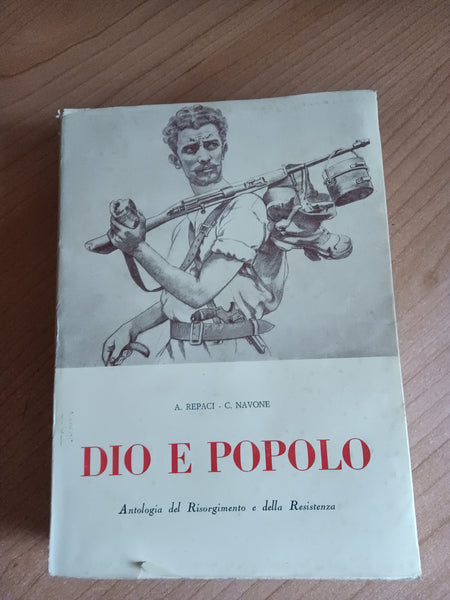 A. REPACI - C. NAVONE
DIO E POPOLO
Antologia del Risorgimento e della Resistenza